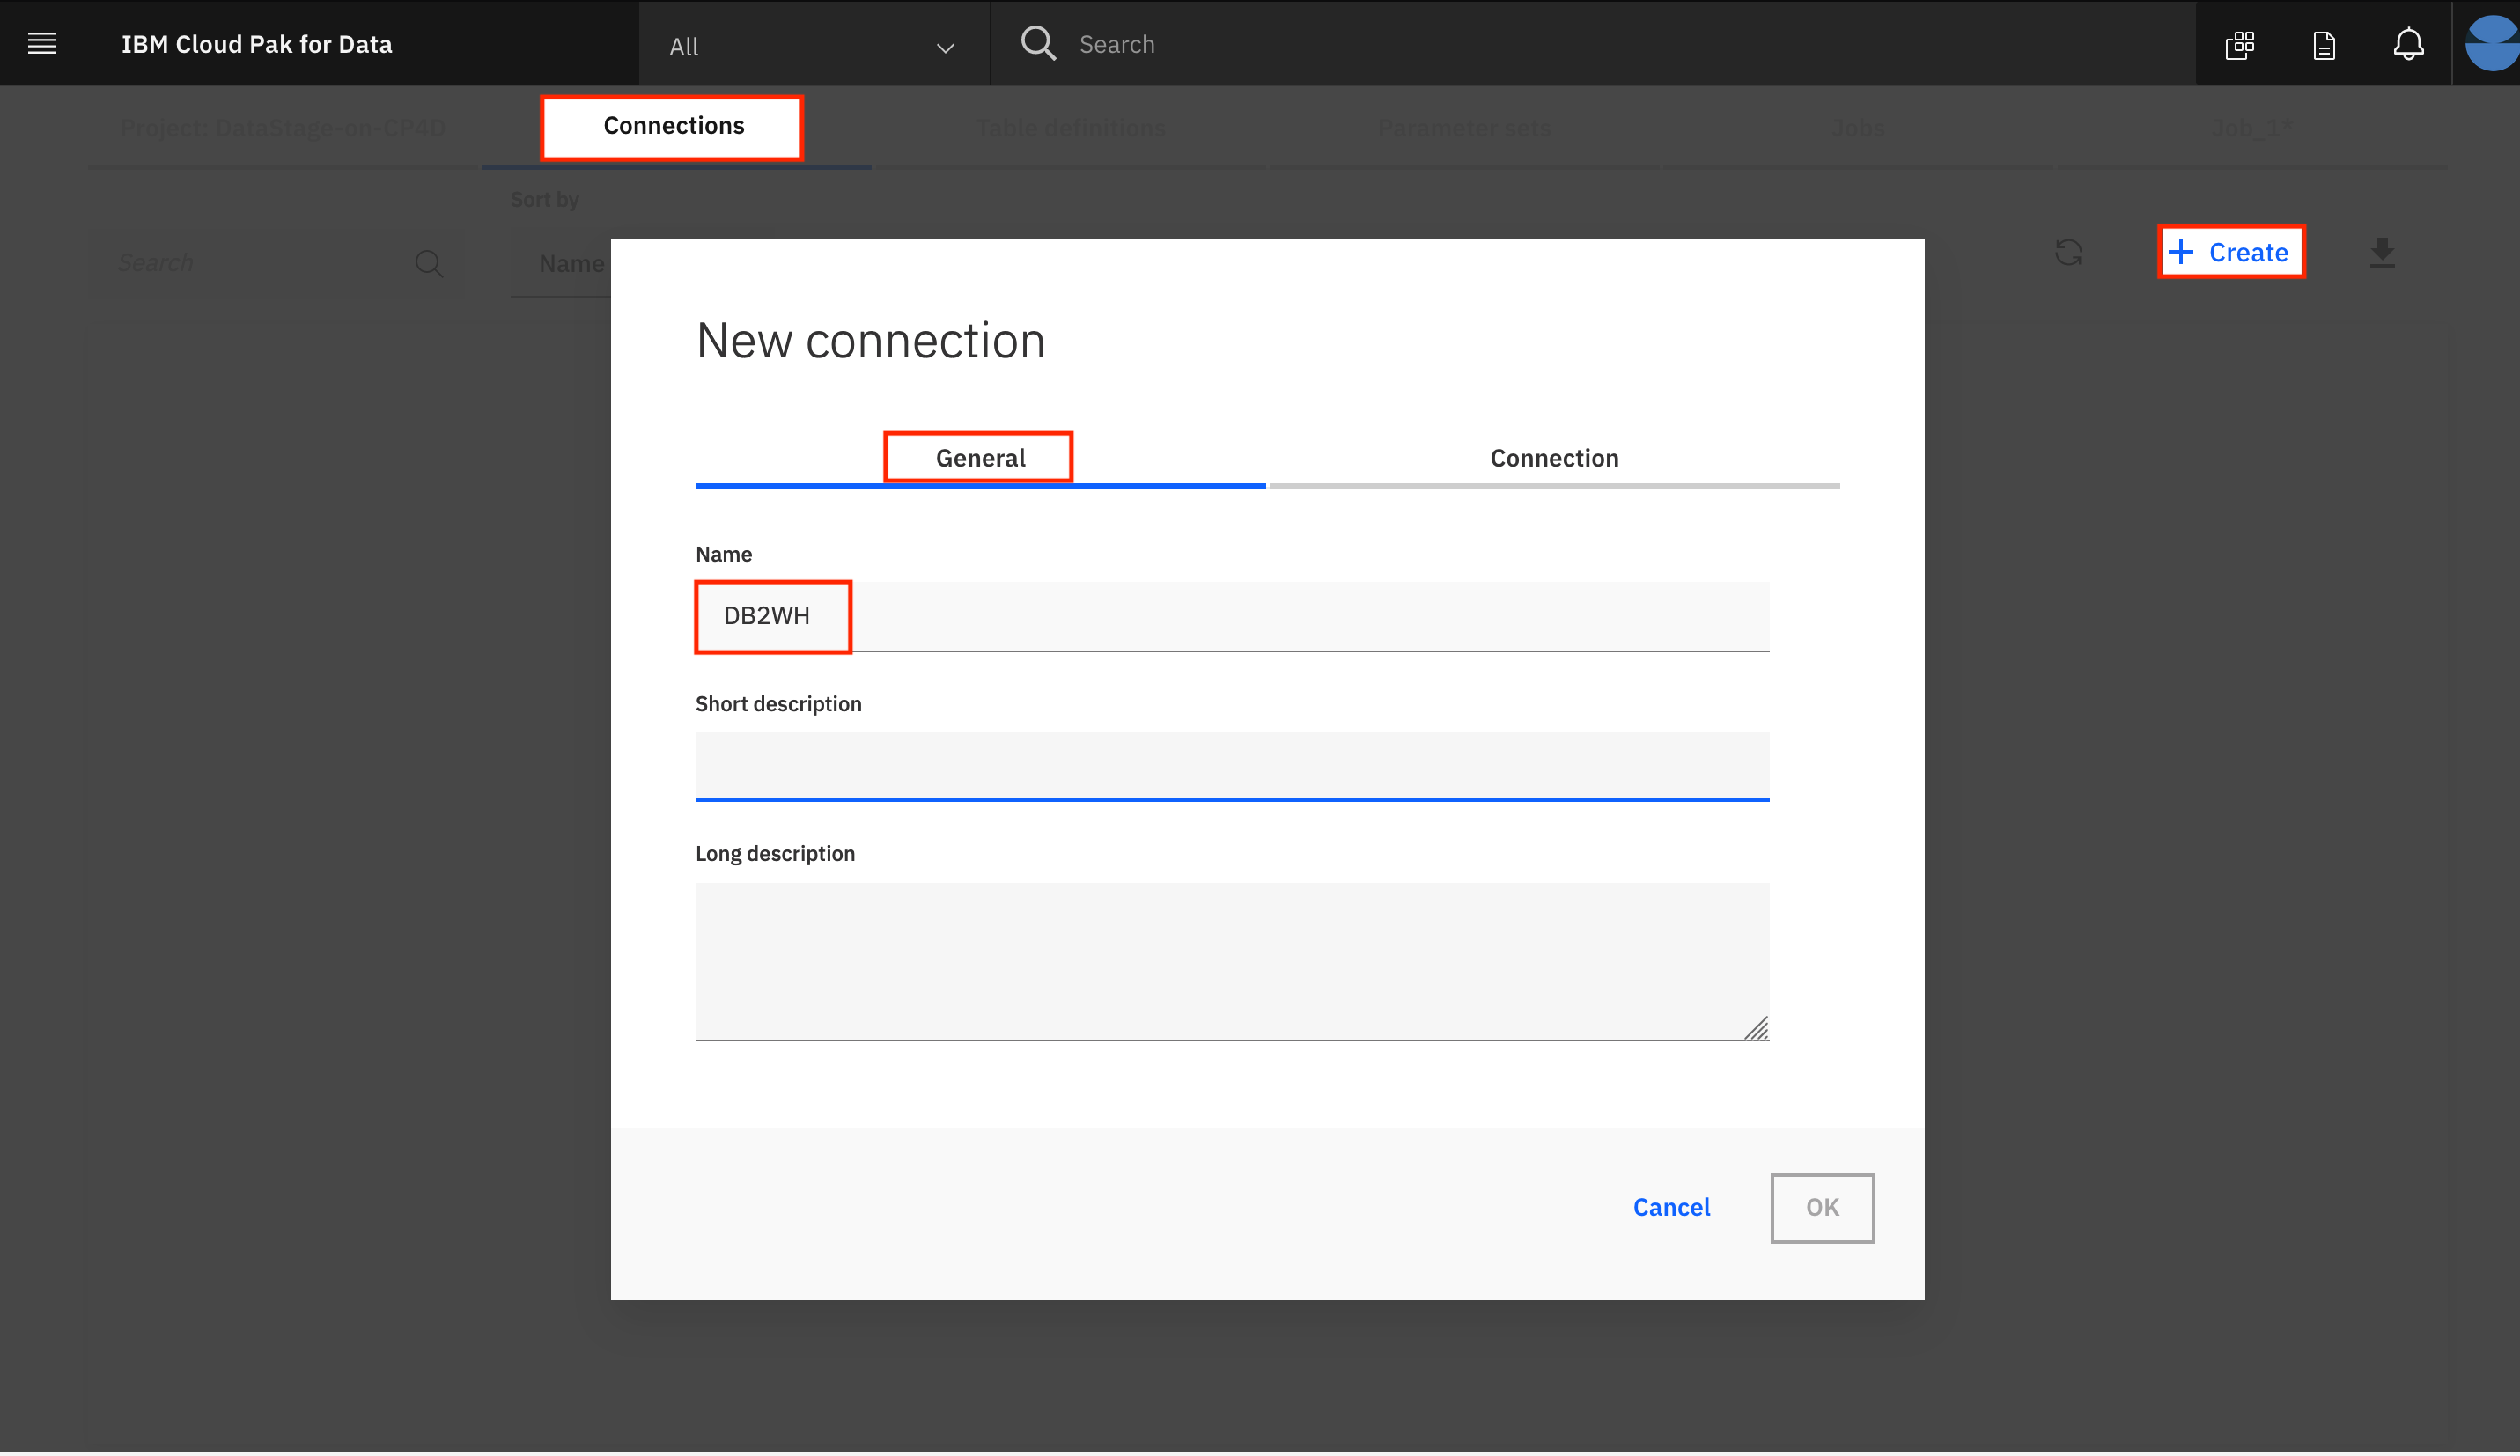 IBM Cloud Pak for Data
All
Search
Project: DataStage-on-CP4D
Connections
Table definitions
Parameter sets
Jobs
Job_1*
Sort by
Search
Name
Create
New connection
General
Connection
Name
DB2WH
Short description
Long description
Cancel
OK